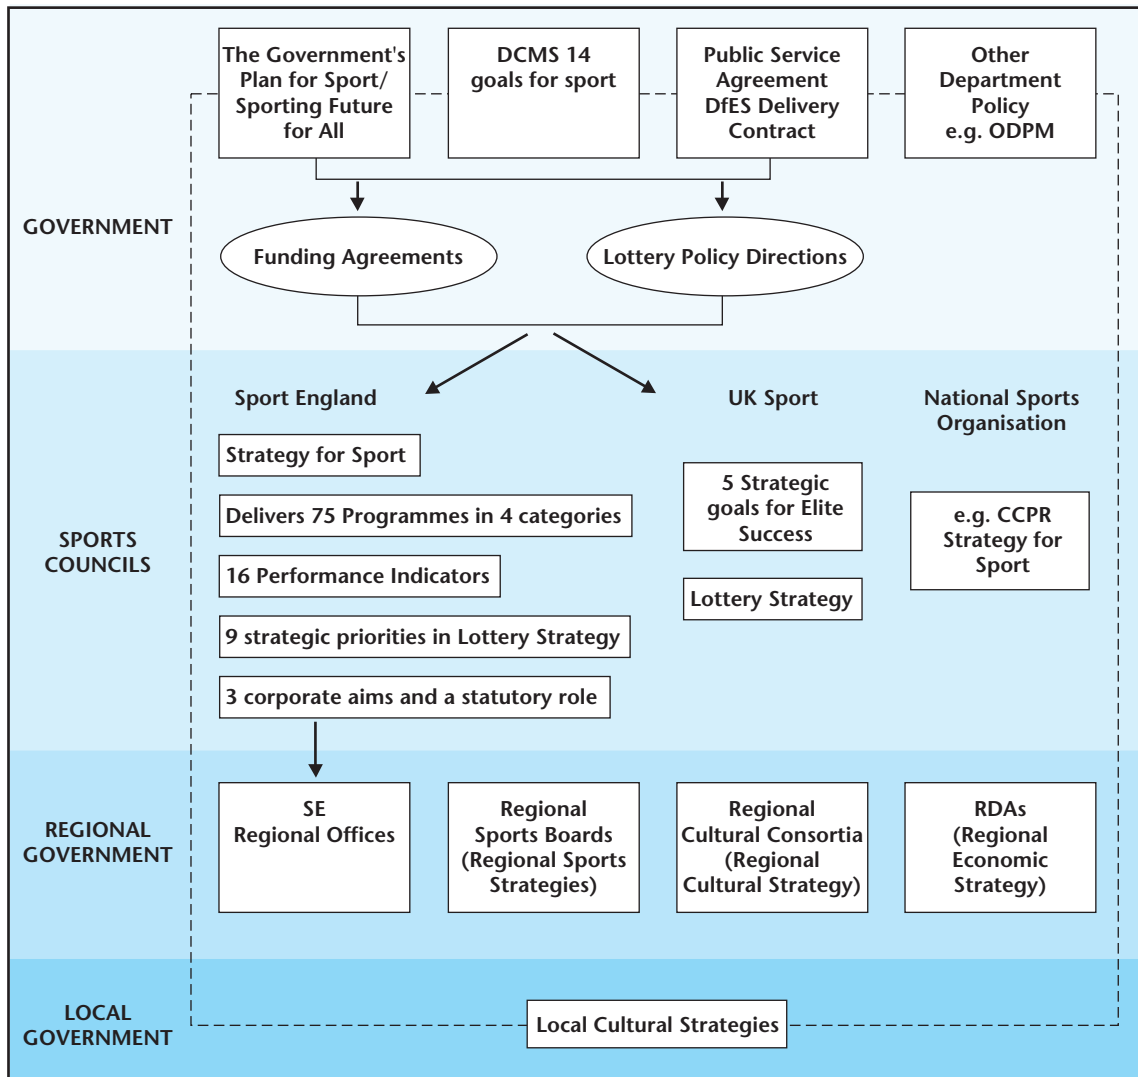 The Government's
Plan for Sport/
Sporting Future
for All
DCMS 14
goals for sport
Public Service
Agreement
DfES Delivery
Contract
Other
Department
Policy
e.g. ODPM
GOVERNMENT
Funding Agreements
Lottery Policy Directions
Sport England
UK Sport
National Sports
Organisation
SPORTS
COUNCILS
Strategy for Sport
Delivers 75 Programmes in 4 categories
16 Performance Indicators
9 strategic priorities in Lottery Strategy
3 corporate aims and a statutory role
5 Strategic
goals for Elite
Success
Lottery Strategy
e.g. CCPR
Strategy for
Sport
REGIONAL
GOVERNMENT
SE
Regional Offices
Regional
Sports Boards
(Regional Sports
Strategies)
Regional
Cultural Consortia
(Regional
Cultural Strategy)
RDAs
(Regional
Economic
Strategy)
LOCAL
GOVERNMENT
Local Cultural Strategies